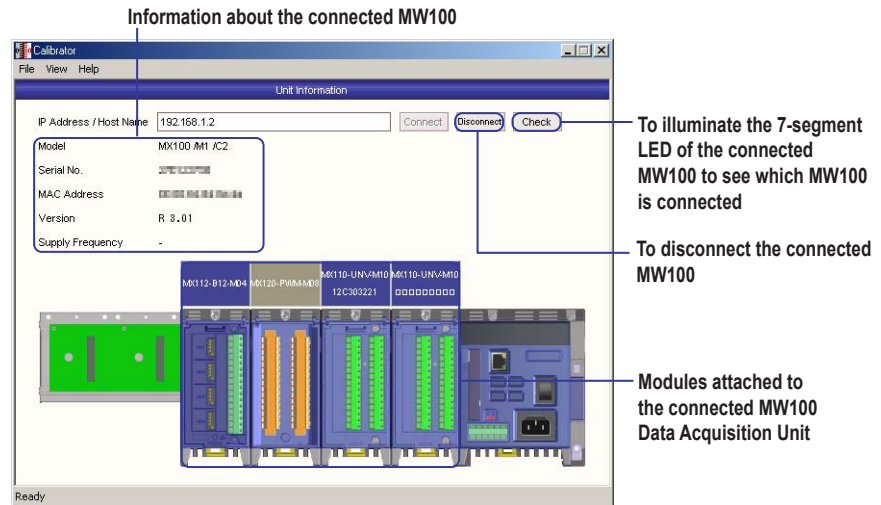 Information about the connected MW100
Calibrator
File View Help
Unit Information
IP Address / Host Name 192.168.1.2 Connect Disconnect Check
Model MX100 /M1 /C2
Serial No.
MAC Address
Version R 3.01
Supply Frequency -
MX112-B12-M04 MX120-PWM-M08 MX110-UNV-M10 MX110-UNV-M10
12C303221 □□□□□□□□□
Ready
To illuminate the 7-segment
LED of the connected
MW100 to see which MW100
is connected
To disconnect the connected
MW100
Modules attached to
the connected MW100
Data Acquisition Unit